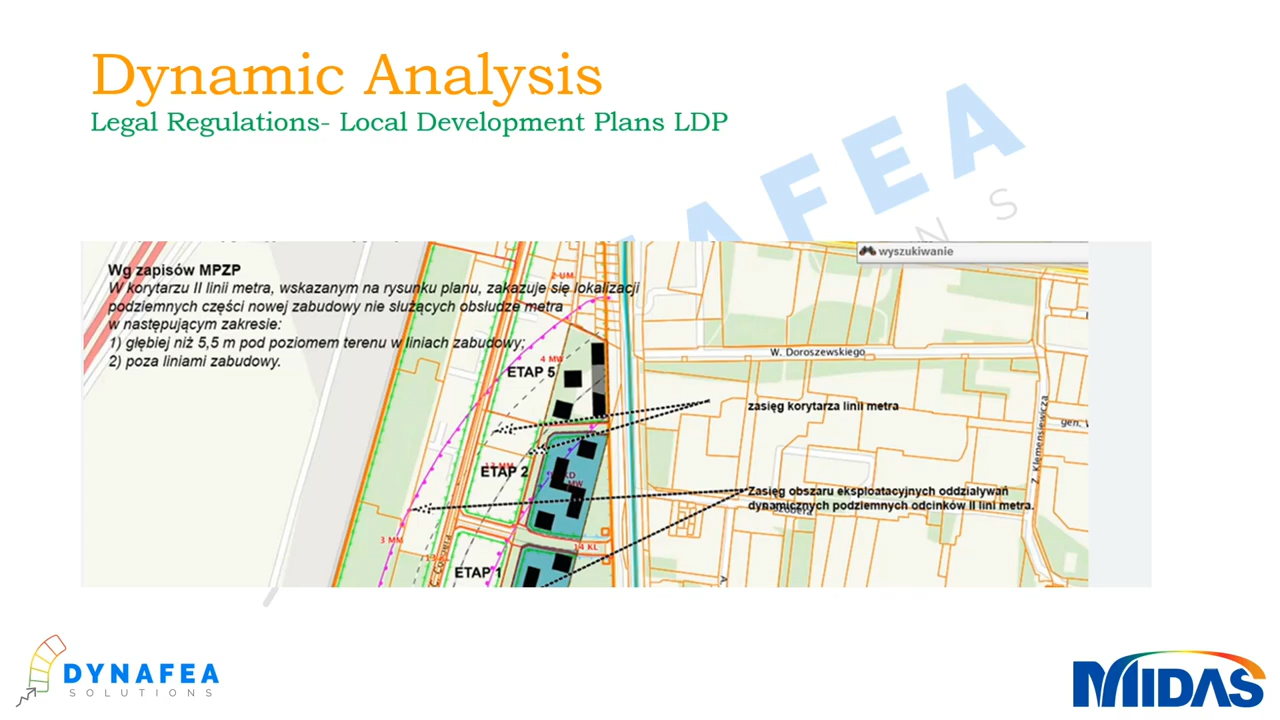 Dynamic Analysis
Legal Regulations- Local Development Plans LDP
wyszukiwanie
Wg zapisów MPZP
W korytarzu II linii metra, wskazanym na rysunku planu, zakazuje się lokalizacji
podziemnych części nowej zabudowy nie służących obsłudze metra
w następującym zakresie:
1) głębiej niż 5,5 m pod poziomem terenu w liniach zabudowy;
2) poza liniami zabudowy.
2 UM
4 MW
ETAP 5
W. Doroszewskiego
zasięg korytarza linii metra
Z. Klemensiewicza
gen.
ETAP 2
MW
Zasięg obszaru eksploatacyjnych oddziaływań
dynamicznych podziemnych odcinków II lini metra.
3 MM
14 KL
ETAP 1
DYNAFEA
SOLUTIONS
MIDAS